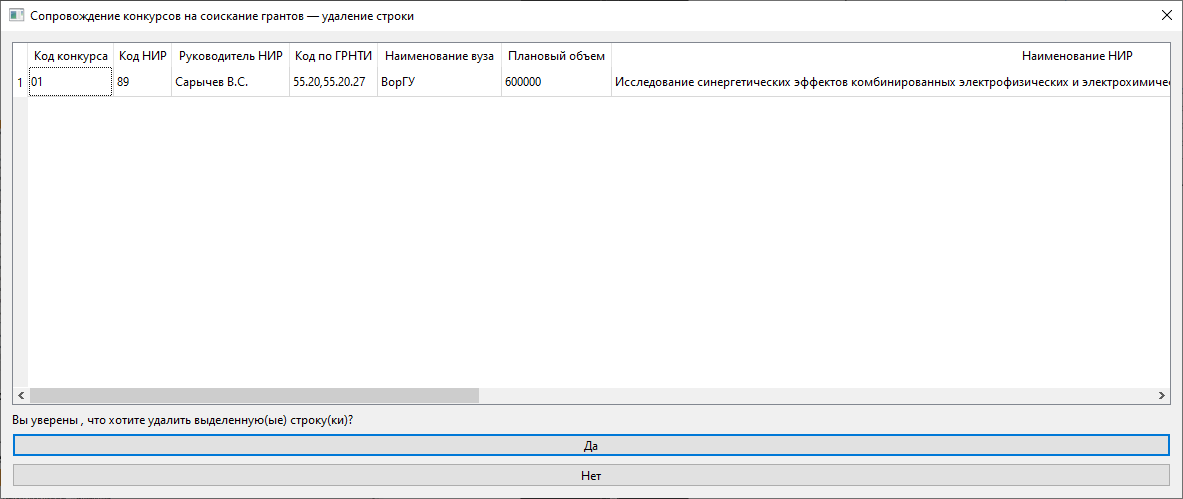 Сопровождение конкурсов на соискание грантов — удаление строки
Код конкурса Код НИР Руководитель НИР Код по ГРНТИ Наименование вуза Плановый объем Наименование НИР
1 01 89 Сарычев В.С. 55.20,55.20.27 ВорГУ 600000 Исследование синергетических эффектов комбинированных электрофизических и электрохимичес
Вы уверены , что хотите удалить выделенную(ые) строку(ки)?
Да
Нет